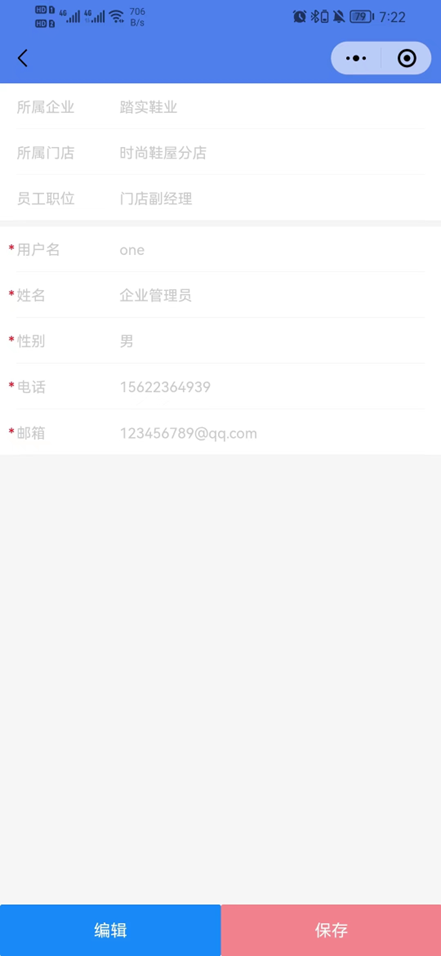 HD 1 4G 4G 706 B/s 79 7:22
HD 2
所属企业 踏实鞋业
所属门店 时尚鞋屋分店
员工职位 门店副经理
*用户名 one
*姓名 企业管理员
*性别 男
*电话 15622364939
*邮箱 123456789@qq.com
编辑 保存